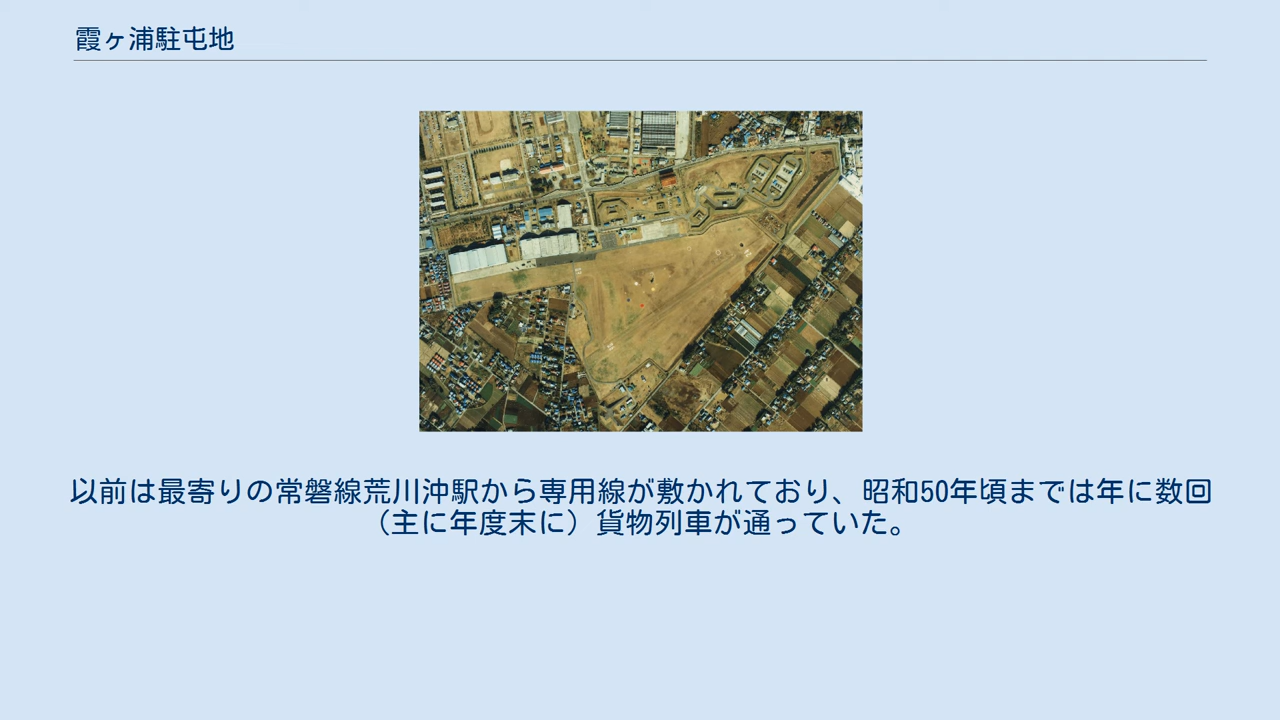 霞ヶ浦駐屯地
以前は最寄りの常磐線荒川沖駅から専用線が敷かれており、昭和50年頃までは年に数回
（主に年度末に）貨物列車が通っていた。